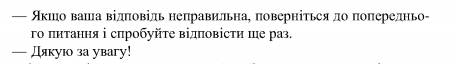 — Якщо ваша відповідь неправильна, поверніться до попередньо-
го питання і спробуйте відповісти ще раз.
— Дякую за увагу!